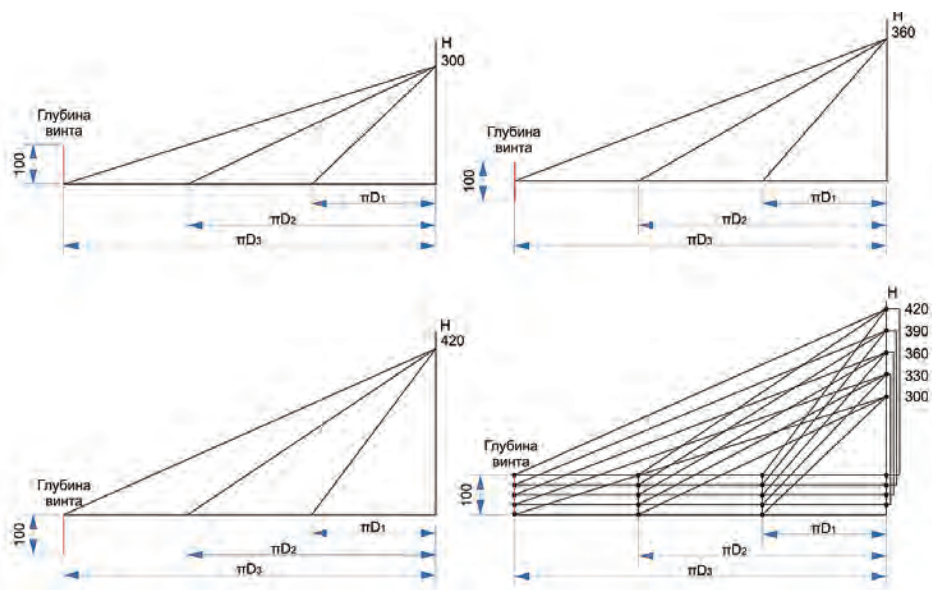 H
300
Глубина
винта
100
πD1
πD2
πD3
H
360
Глубина
винта
100
πD1
πD2
πD3
H
420
Глубина
винта
100
πD1
πD2
πD3
H
420
390
360
330
300
Глубина
винта
100
πD1
πD2
πD3